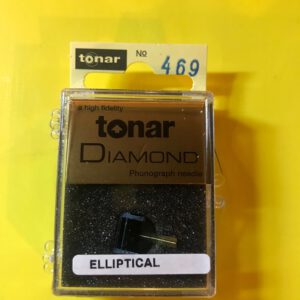 tonar
No 469
a high fidelity
tonar
DIAMOND
Phonograph needle
ELLIPTICAL